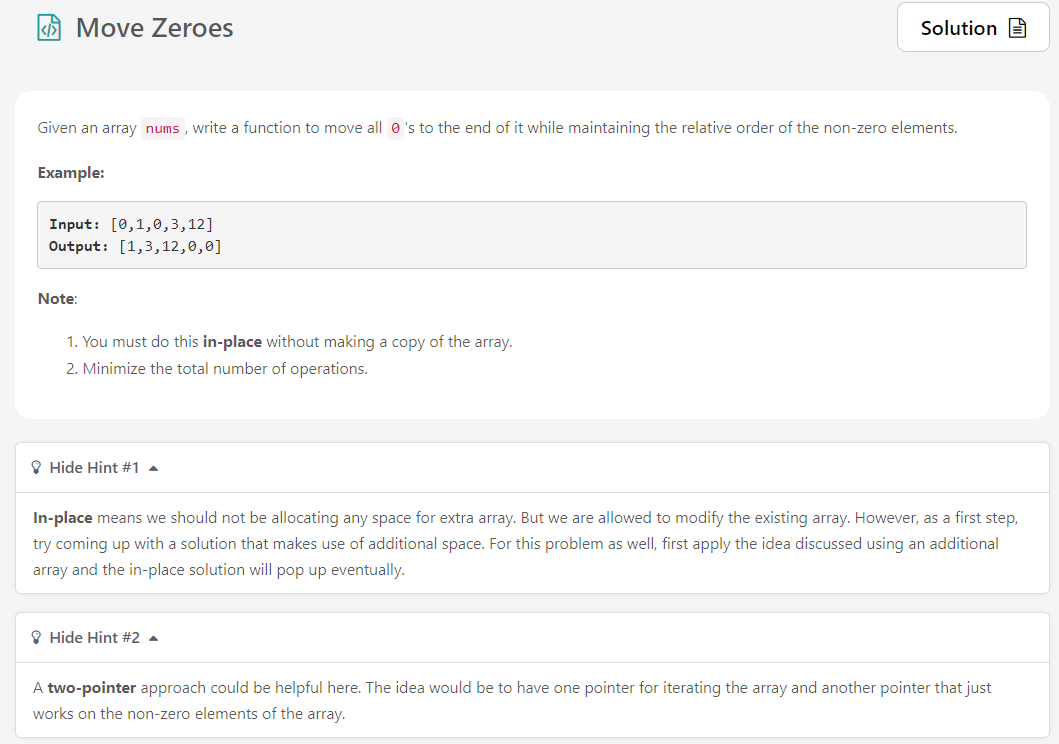 Move Zeroes
Solution
Given an array nums , write a function to move all 0 's to the end of it while maintaining the relative order of the non-zero elements.
Example:
Input: [0,1,0,3,12]
Output: [1,3,12,0,0]
Note:
1. You must do this in-place without making a copy of the array.
2. Minimize the total number of operations.
Hide Hint #1
In-place means we should not be allocating any space for extra array. But we are allowed to modify the existing array. However, as a first step,
try coming up with a solution that makes use of additional space. For this problem as well, first apply the idea discussed using an additional
array and the in-place solution will pop up eventually.
Hide Hint #2
A two-pointer approach could be helpful here. The idea would be to have one pointer for iterating the array and another pointer that just
works on the non-zero elements of the array.